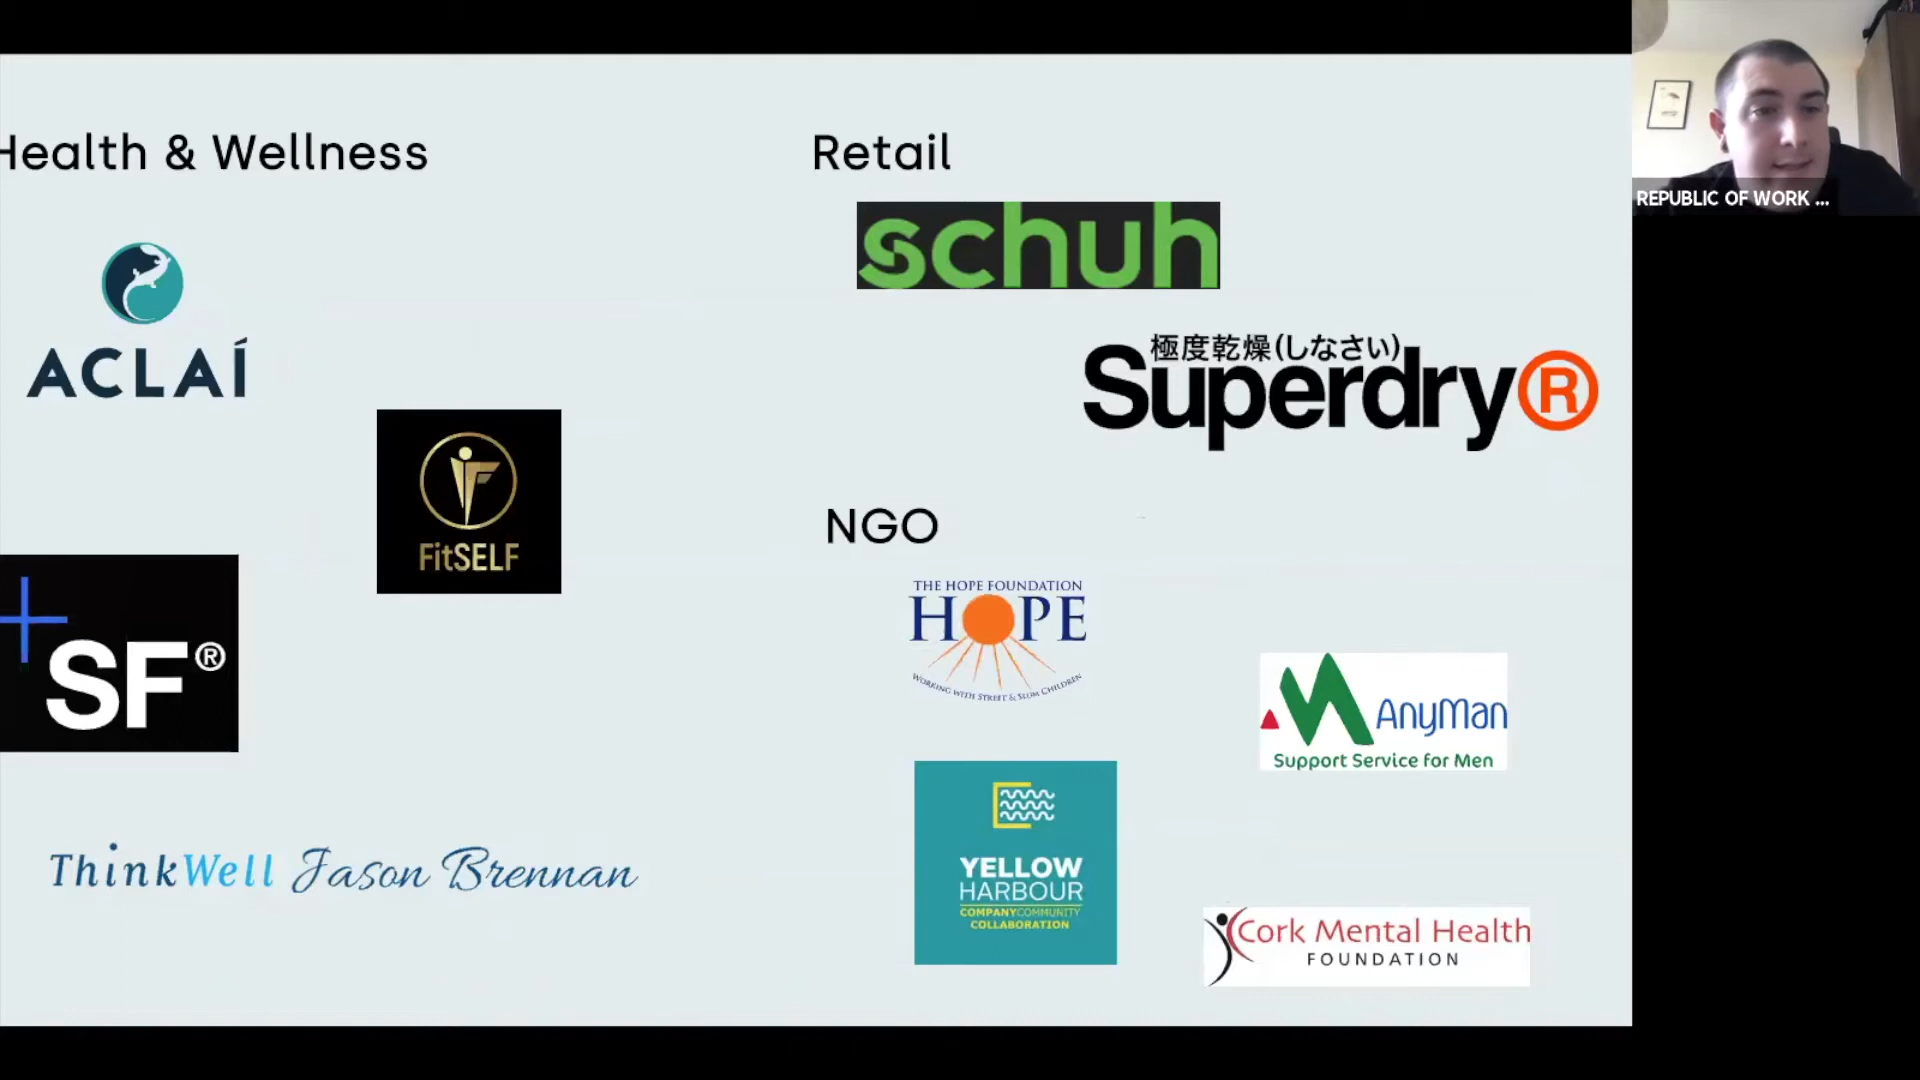 Health & Wellness
ACLAÍ
FitSELF
SF®
ThinkWell Jason Brennan
Retail
schuh
極度乾燥(しなさい)
Superdry®
NGO
THE HOPE FOUNDATION
HOPE
WORKING WITH STREET & SLUM CHILDREN
AnyMan
Support Service for Men
YELLOW
HARBOUR
COMPANYCOMMUNITY
COLLABORATION
Cork Mental Health
FOUNDATION
REPUBLIC OF WORK ...